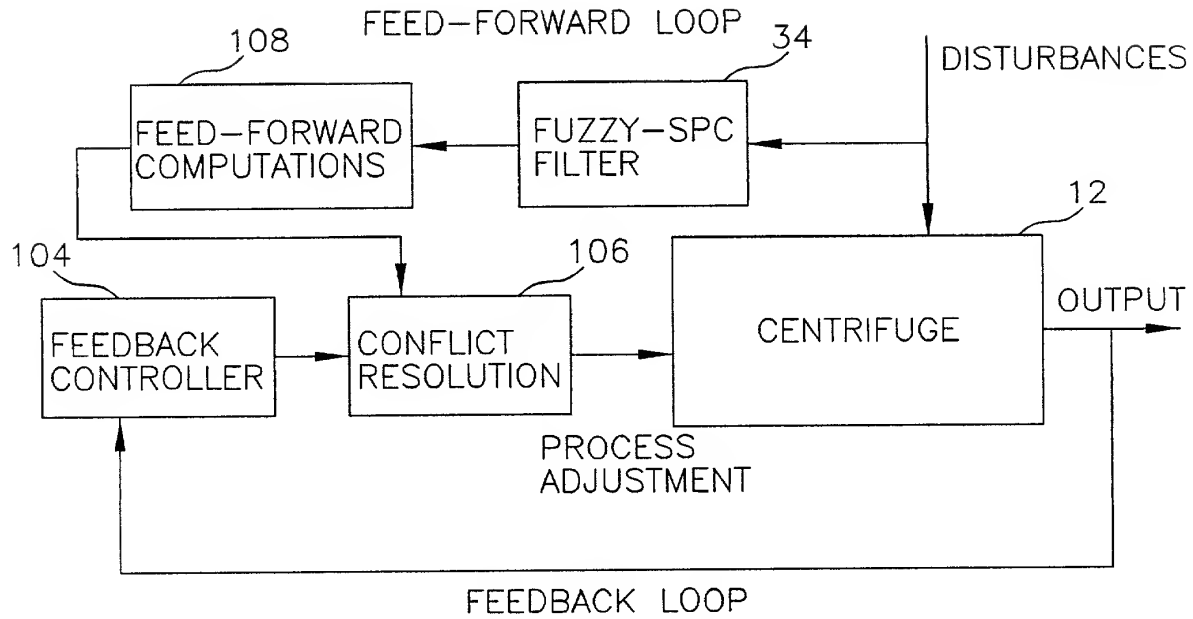 FEED-FORWARD LOOP
108
34
DISTURBANCES
FEED-FORWARD
COMPUTATIONS
FUZZY-SPC
FILTER
12
104
106
OUTPUT
FEEDBACK
CONTROLLER
CONFLICT
RESOLUTION
CENTRIFUGE
PROCESS
ADJUSTMENT
FEEDBACK LOOP